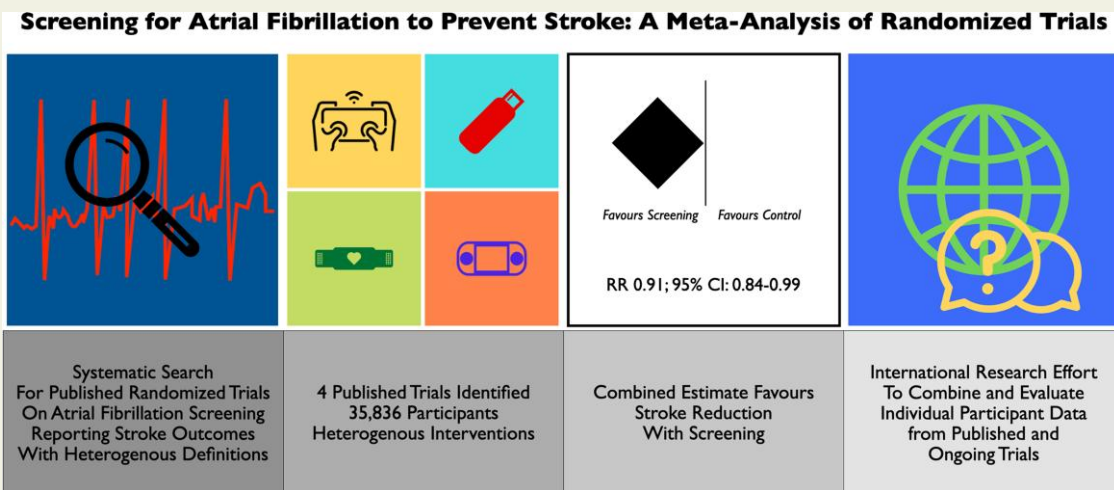 Screening for Atrial Fibrillation to Prevent Stroke: A Meta-Analysis of Randomized Trials
Favours Screening
Favours Control
RR 0.91; 95% CI: 0.84-0.99
?
Systematic Search
For Published Randomized Trials
On Atrial Fibrillation Screening
Reporting Stroke Outcomes
With Heterogenous Definitions
4 Published Trials Identified
35,836 Participants
Heterogenous Interventions
Combined Estimate Favours
Stroke Reduction
With Screening
International Research Effort
To Combine and Evaluate
Individual Participant Data
from Published and
Ongoing Trials